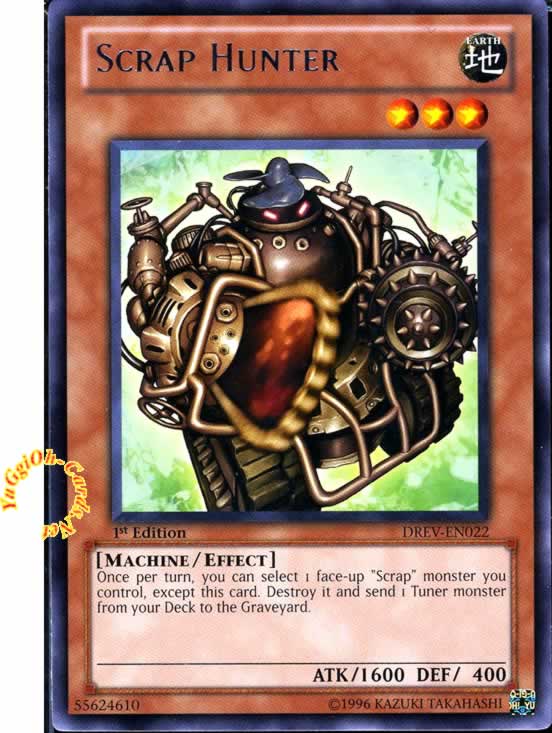 SCRAP HUNTER
EARTH
地
1st Edition
DREV-EN022
[MACHINE/EFFECT]
Once per turn, you can select 1 face-up "Scrap" monster you
control, except this card. Destroy it and send 1 Tuner monster
from your Deck to the Graveyard.
ATK/1600 DEF/ 400
55624610
©1996 KAZUKI TAKAHASHI
YuGgiOh-Cards.Net